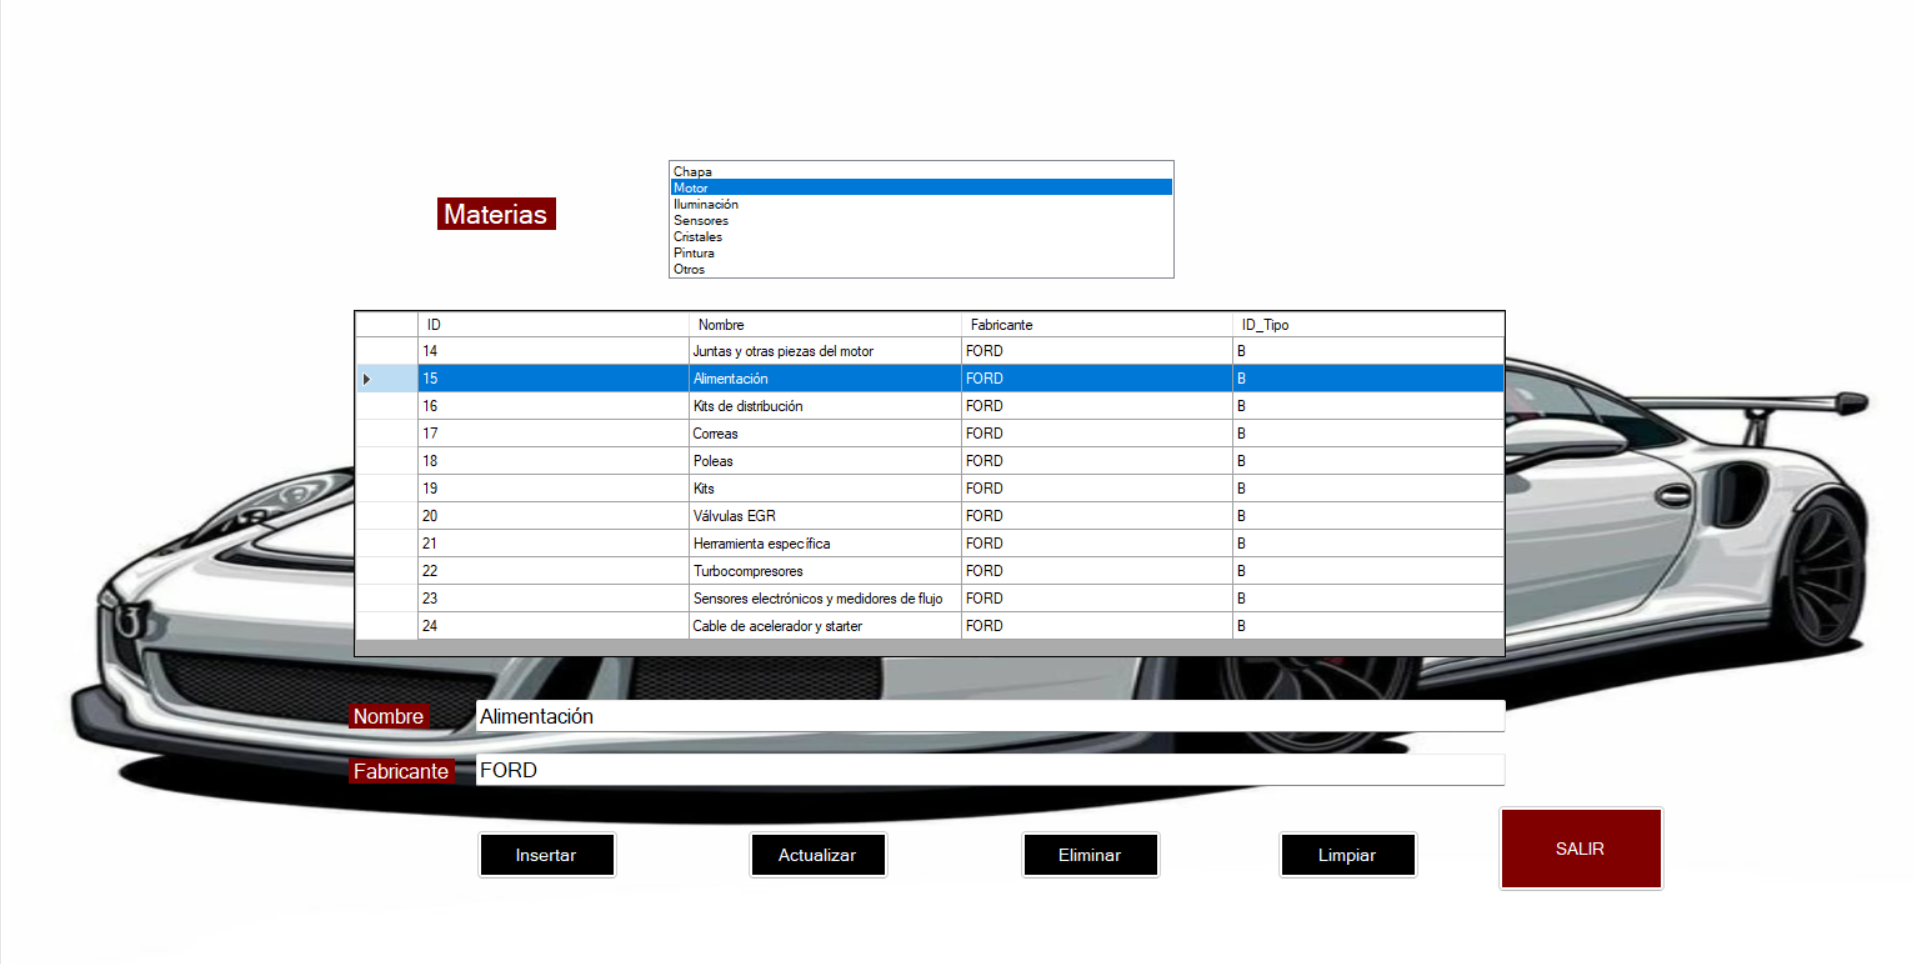 Chapa
Motor
Iluminación
Sensores
Cristales
Pintura
Otros
Materias
ID Nombre Fabricante ID_Tipo
14 Juntas y otras piezas del motor FORD B
15 Alimentación FORD B
16 Kits de distribución FORD B
17 Correas FORD B
18 Poleas FORD B
19 Kits FORD B
20 Válvulas EGR FORD B
21 Herramienta específica FORD B
22 Turbocompresores FORD B
23 Sensores electrónicos y medidores de flujo FORD B
24 Cable de acelerador y starter FORD B
Nombre Alimentación
Fabricante FORD
Insertar Actualizar Eliminar Limpiar SALIR